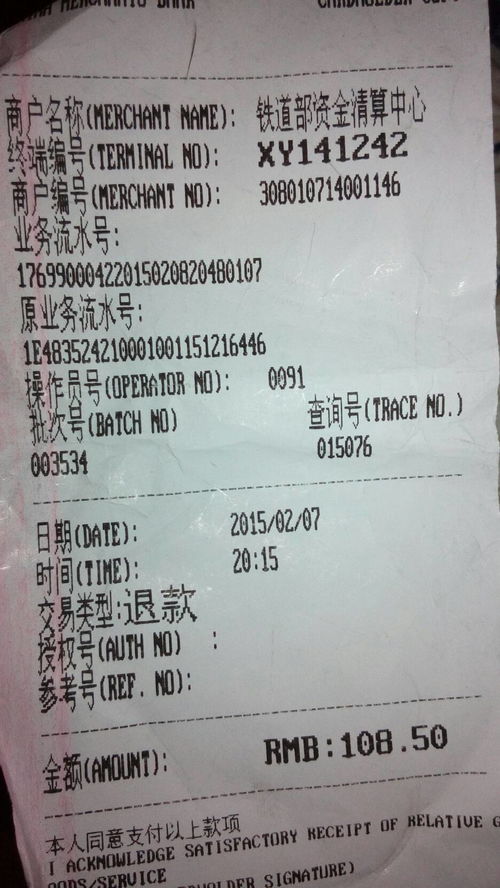 MERCHANTS BANK
商户名称(MERCHANT NAME): 铁道部资金清算中心
终端编号(TERMINAL NO): XY141242
商户编号(MERCHANT NO): 308010714001146
业务流水号:
17699000422015020820480107
原业务流水号:
1E483524210001001151216446
操作员号(OPERATOR NO): 0091
批次号(BATCH NO) 查询号(TRACE NO.)
003534 015076
日期(DATE): 2015/02/07
时间(TIME): 20:15
交易类型:退款
授权号(AUTH NO) :
参考号(REF. NO):
金额(AMOUNT): RMB:108.50
本人同意支付以上款项
I ACKNOWLEDGE SATISFACTORY RECEIPT OF RELATIVE G
OODS/SERVICE
SIGNATURE)